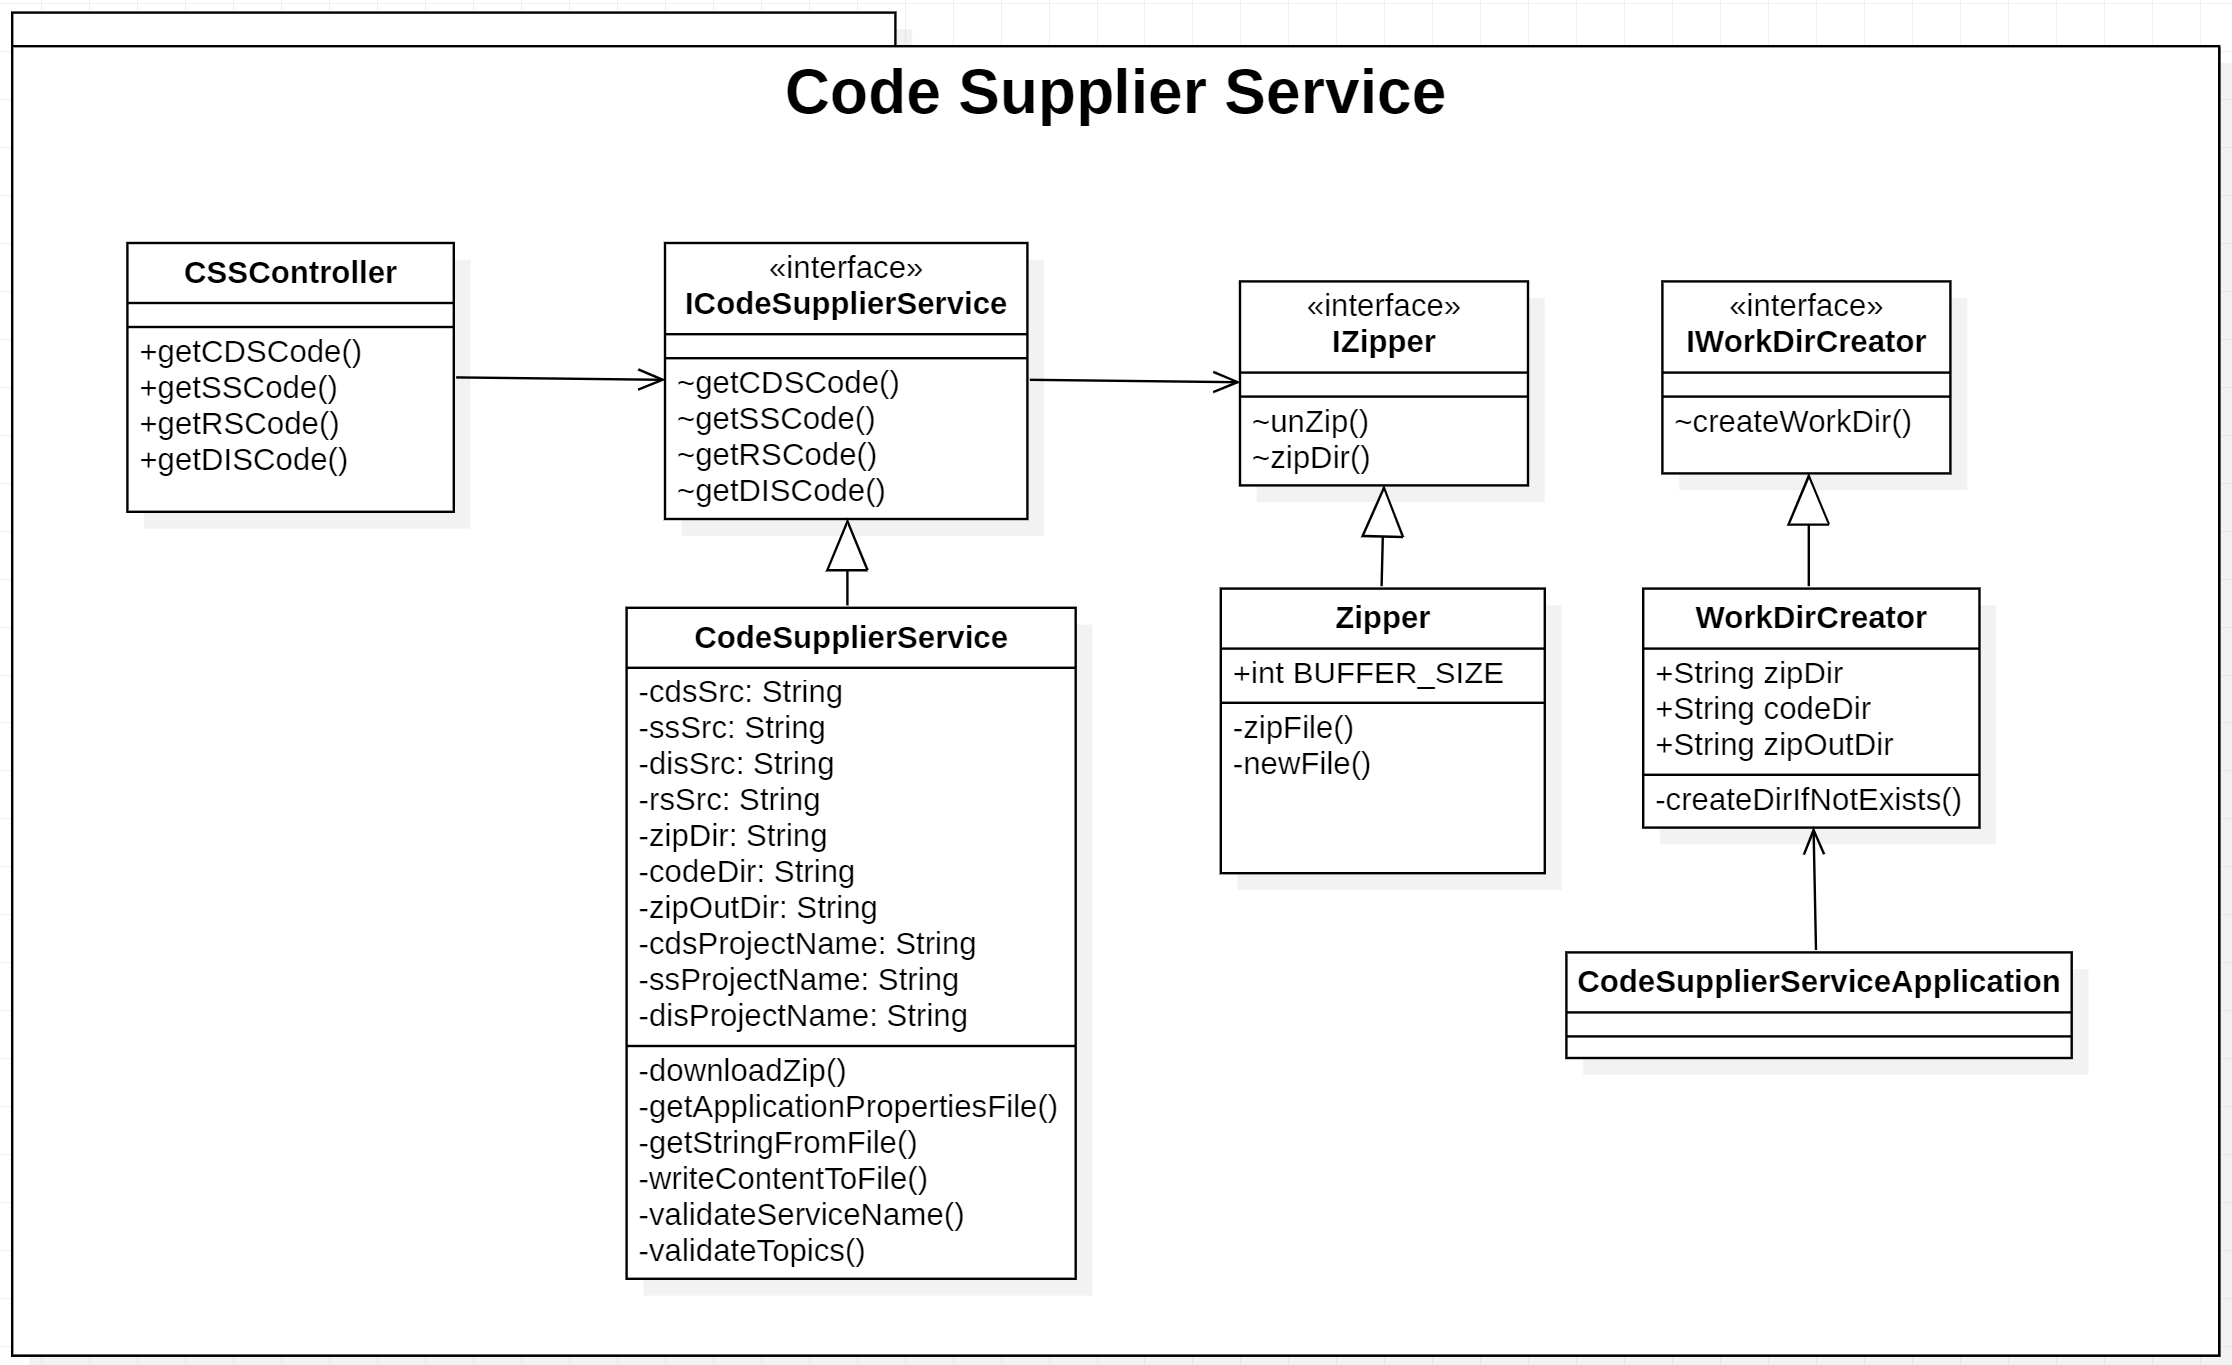 Code Supplier Service
CSSController
+getCDSCode()
+getSSCode()
+getRSCode()
+getDISCode()
«interface»
ICodeSupplierService
~getCDSCode()
~getSSCode()
~getRSCode()
~getDISCode()
«interface»
IZipper
~unZip()
~zipDir()
«interface»
IWorkDirCreator
~createWorkDir()
CodeSupplierService
-cdsSrc: String
-ssSrc: String
-disSrc: String
-rsSrc: String
-zipDir: String
-codeDir: String
-zipOutDir: String
-cdsProjectName: String
-ssProjectName: String
-disProjectName: String
-downloadZip()
-getApplicationPropertiesFile()
-getStringFromFile()
-writeContentToFile()
-validateServiceName()
-validateTopics()
Zipper
+int BUFFER_SIZE
-zipFile()
-newFile()
WorkDirCreator
+String zipDir
+String codeDir
+String zipOutDir
-createDirIfNotExists()
CodeSupplierServiceApplication